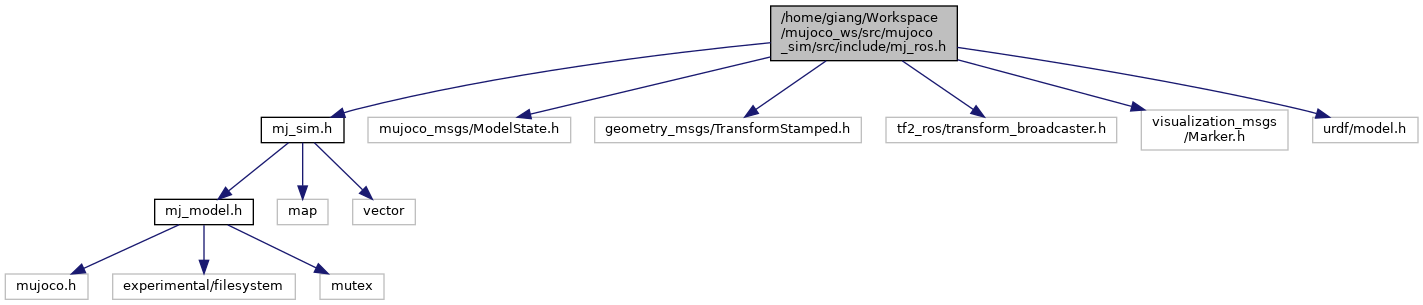 /home/giang/Workspace
/mujoco_ws/src/mujoco
_sim/src/include/mj_ros.h
mj_sim.h
mujoco_msgs/ModelState.h
geometry_msgs/TransformStamped.h
tf2_ros/transform_broadcaster.h
visualization_msgs
/Marker.h
urdf/model.h
mj_model.h
map
vector
mujoco.h
experimental/filesystem
mutex